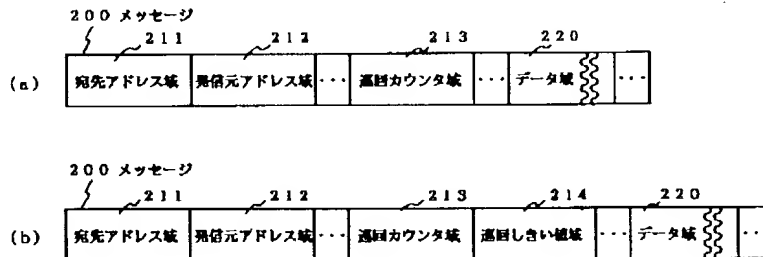 200 メッセージ
211 212 213 220
(a) 宛先アドレス域 発信元アドレス域 ・・・ 巡回カウンタ域 ・・・ データ域 ・・・
200 メッセージ
211 212 213 214 220
(b) 宛先アドレス域 発信元アドレス域 ・・・ 巡回カウンタ域 巡回しきい値域 ・・・ データ域 ・・・